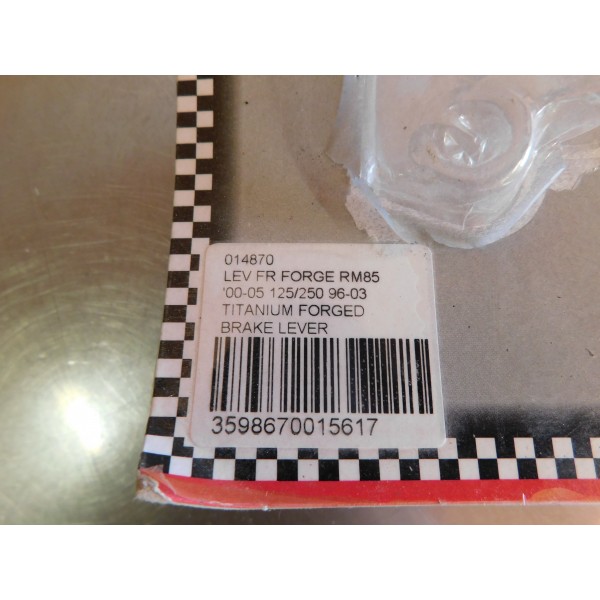 014870
LEV FR FORGE RM85
'00-05 125/250 96-03
TITANIUM FORGED
BRAKE LEVER
3598670015617